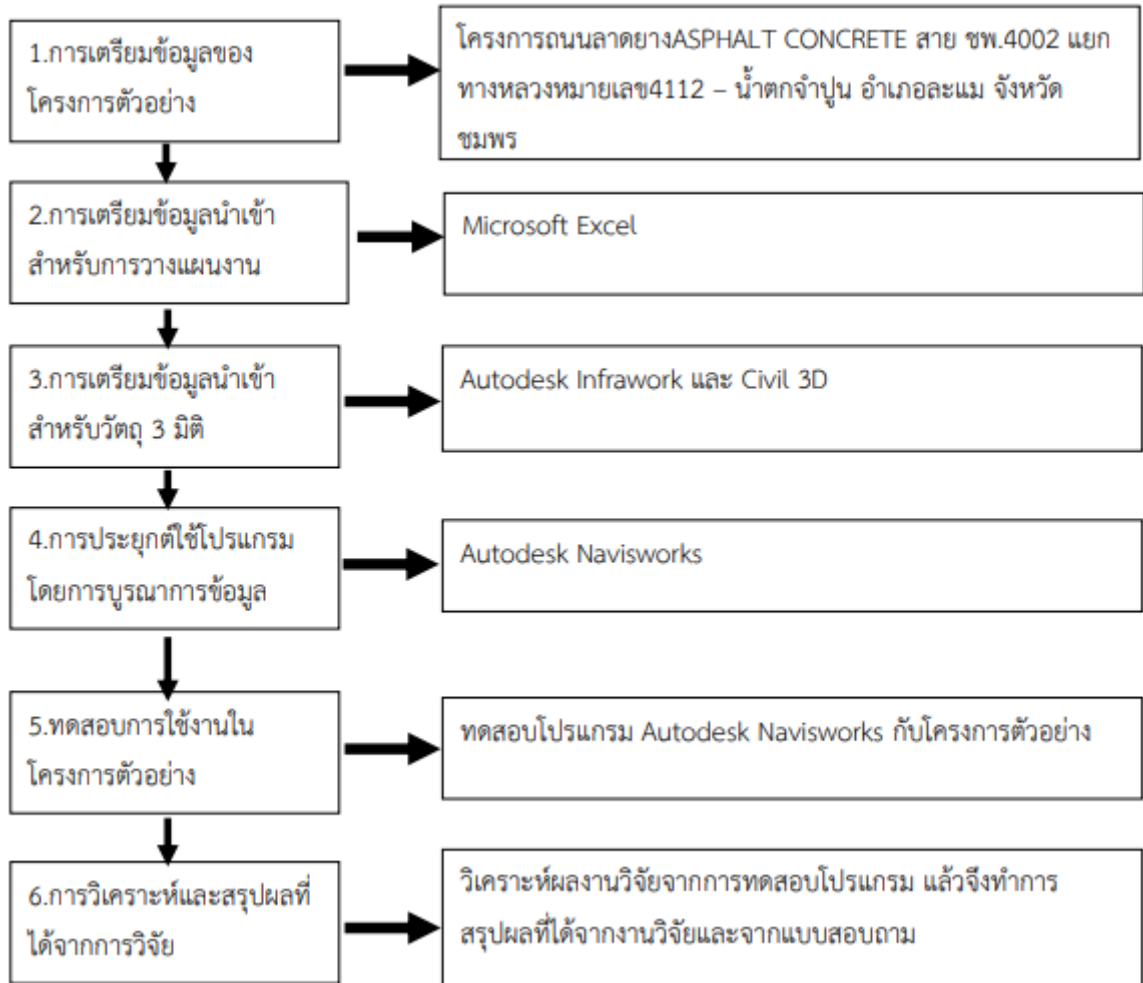 1.การเตรียมข้อมูลของ
โครงการตัวอย่าง
โครงการถนนลาดยางASPHALT CONCRETE สาย ชพ.4002 แยก
ทางหลวงหมายเลข4112 – น้ำตกจำปูน อำเภอละแม จังหวัด
ชมพร
2.การเตรียมข้อมูลนำเข้า
สำหรับการวางแผนงาน
Microsoft Excel
3.การเตรียมข้อมูลนำเข้า
สำหรับวัตถุ 3 มิติ
Autodesk Infrawork และ Civil 3D
4.การประยุกต์ใช้โปรแกรม
โดยการบูรณาการข้อมูล
Autodesk Navisworks
5.ทดสอบการใช้งานใน
โครงการตัวอย่าง
ทดสอบโปรแกรม Autodesk Navisworks กับโครงการตัวอย่าง
6.การวิเคราะห์และสรุปผลที่
ได้จากการวิจัย
วิเคราะห์ผลงานวิจัยจากการทดสอบโปรแกรม แล้วจึงทำการ
สรุปผลที่ได้จากงานวิจัยและจากแบบสอบถาม